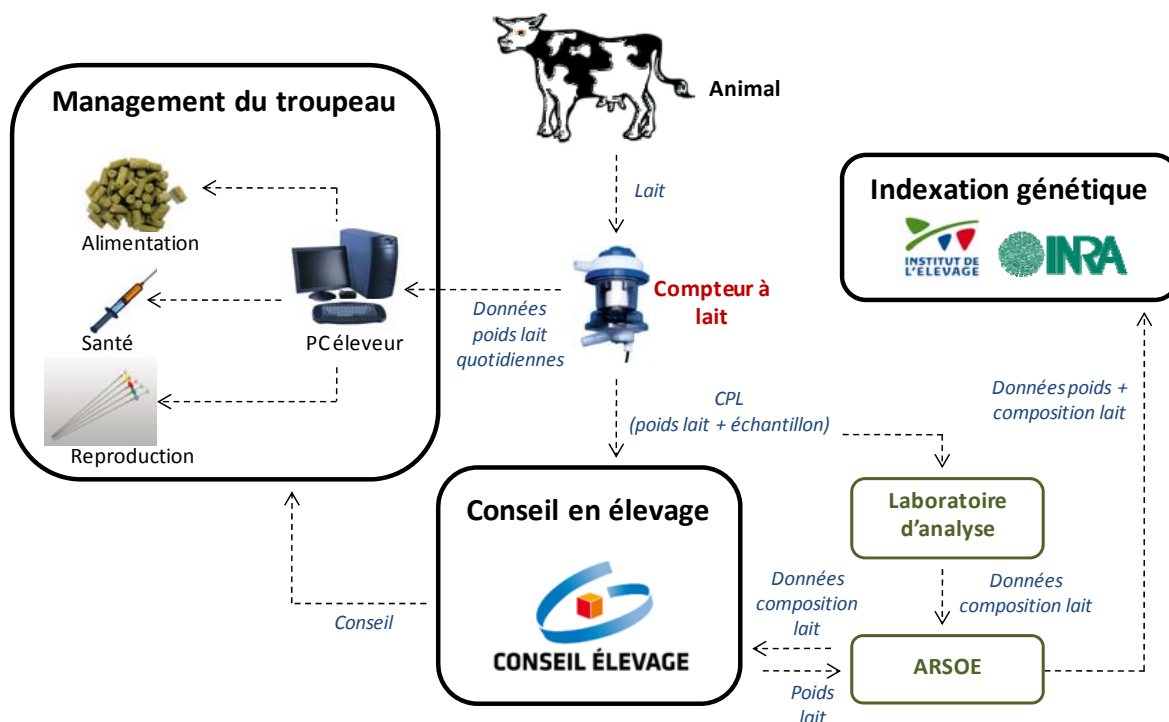 Animal
Management du troupeau
Alimentation
Santé
PC éleveur
Reproduction
Lait
Compteur à
lait
Données
poids lait
quotidiennes
Indexation génétique
INSTITUT DE
L'ELEVAGE
INRA
Données poids +
composition lait
CPL
(poids lait + échantillon)
Laboratoire
d'analyse
Conseil en élevage
CONSEIL ÉLEVAGE
Conseil
Données
composition
lait
Données
composition lait
ARSOE
Poids
lait